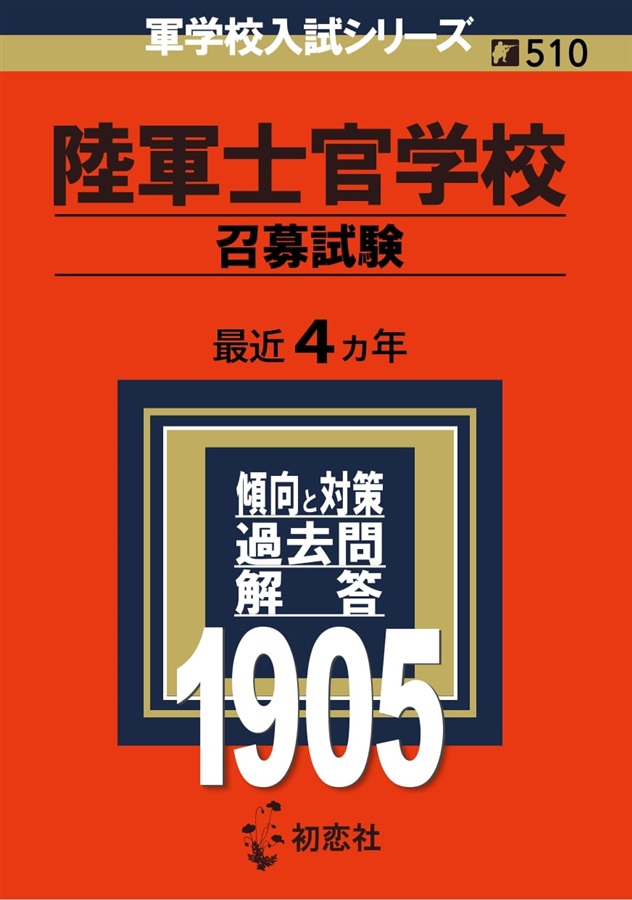 軍学校入試シリーズ
510
陸軍士官学校
召募試験
最近4カ年
傾向と対策
過去問
解答
1905
初恋社